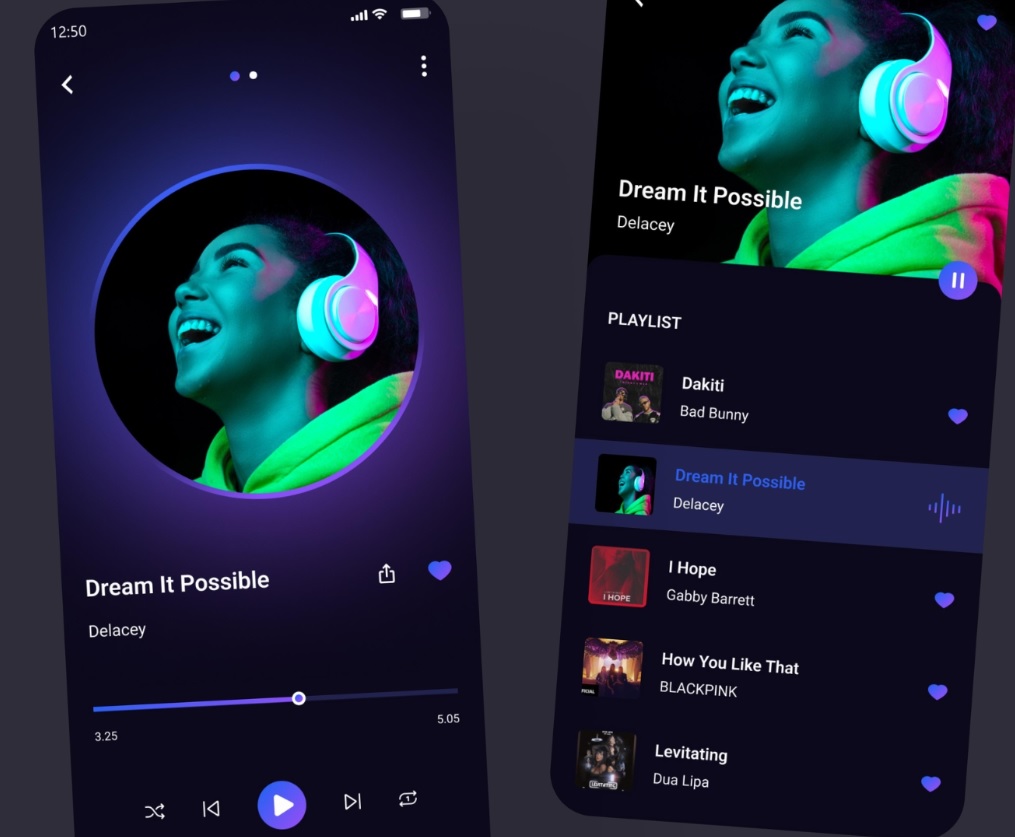 12:50
Dream It Possible
Delacey
3.25
5.05
1
Dream It Possible
Delacey
PLAYLIST
DAKITI
Dakiti
Bad Bunny
Dream It Possible
Delacey
I HOPE
I Hope
Gabby Barrett
How You Like That
BLACKPINK
Levitating
Dua Lipa